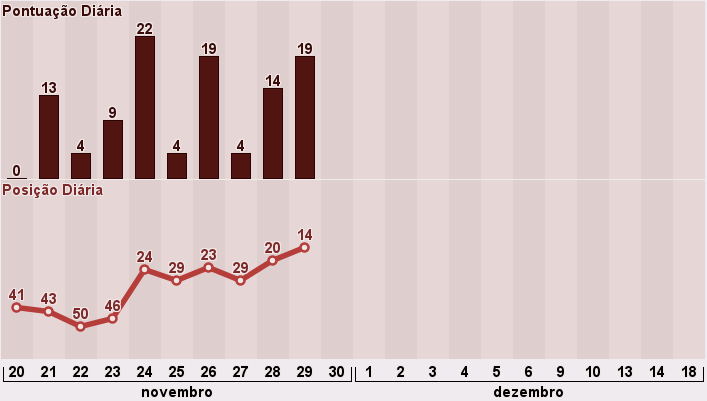 Pontuação Diária
0 13 4 9 22 4 19 4 14 19
Posição Diária
41 43 50 46 24 29 23 29 20 14
20 21 22 23 24 25 26 27 28 29 30 1 2 3 4 5 6 9 10 13 14 18
novembro dezembro